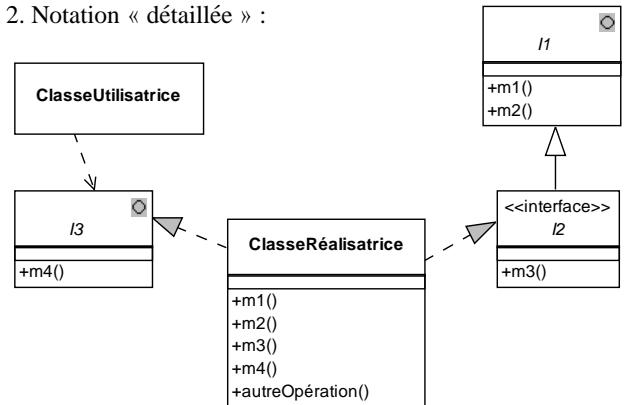 2. Notation « détaillée » :
I1
+m1()
+m2()
ClasseUtilisatrice
I3
+m4()
ClasseRéalisatrice
+m1()
+m2()
+m3()
+m4()
+autreOpération()
<<interface>>
I2
+m3()